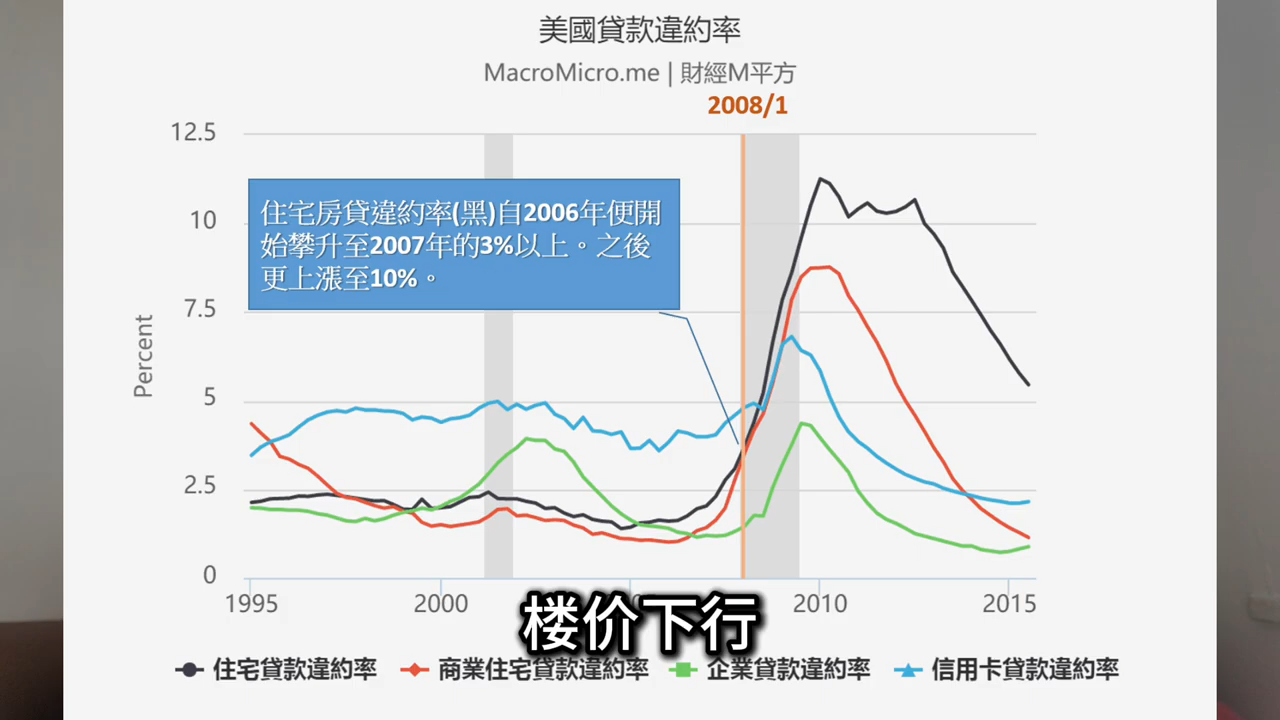 美國貸款違約率
MacroMicro.me | 財經M平方
2008/1
12.5
10
7.5
5
2.5
0
Percent
住宅房貸違約率(黑)自2006年便開
始攀升至2007年的3%以上。之後
更上漲至10%。
1995
2000
2010
2015
楼价下行
住宅貸款違約率
商業住宅貸款違約率
企業貸款違約率
信用卡貸款違約率